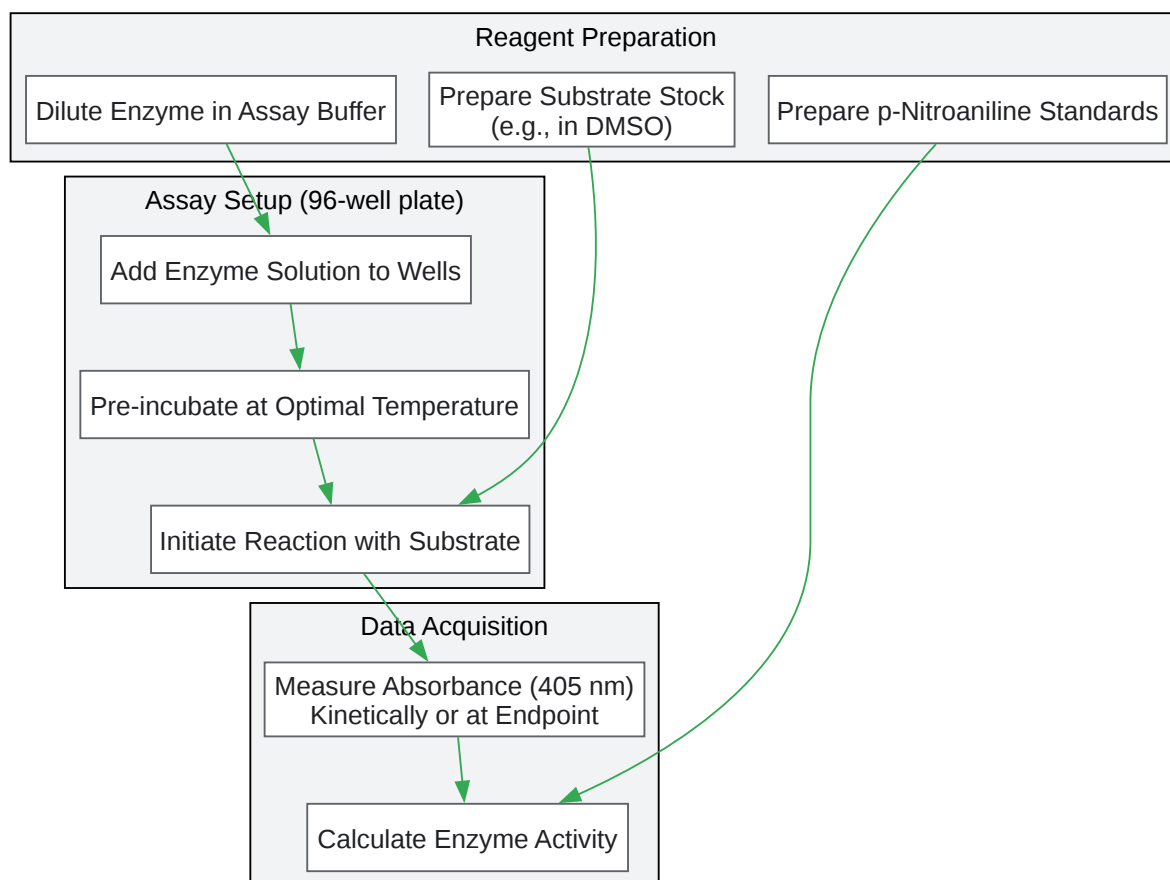 Reagent Preparation
Dilute Enzyme in Assay Buffer
Prepare Substrate Stock
(e.g., in DMSO)
Prepare p-Nitroaniline Standards
Assay Setup (96-well plate)
Add Enzyme Solution to Wells
Pre-incubate at Optimal Temperature
Initiate Reaction with Substrate
Data Acquisition
Measure Absorbance (405 nm)
Kinetically or at Endpoint
Calculate Enzyme Activity